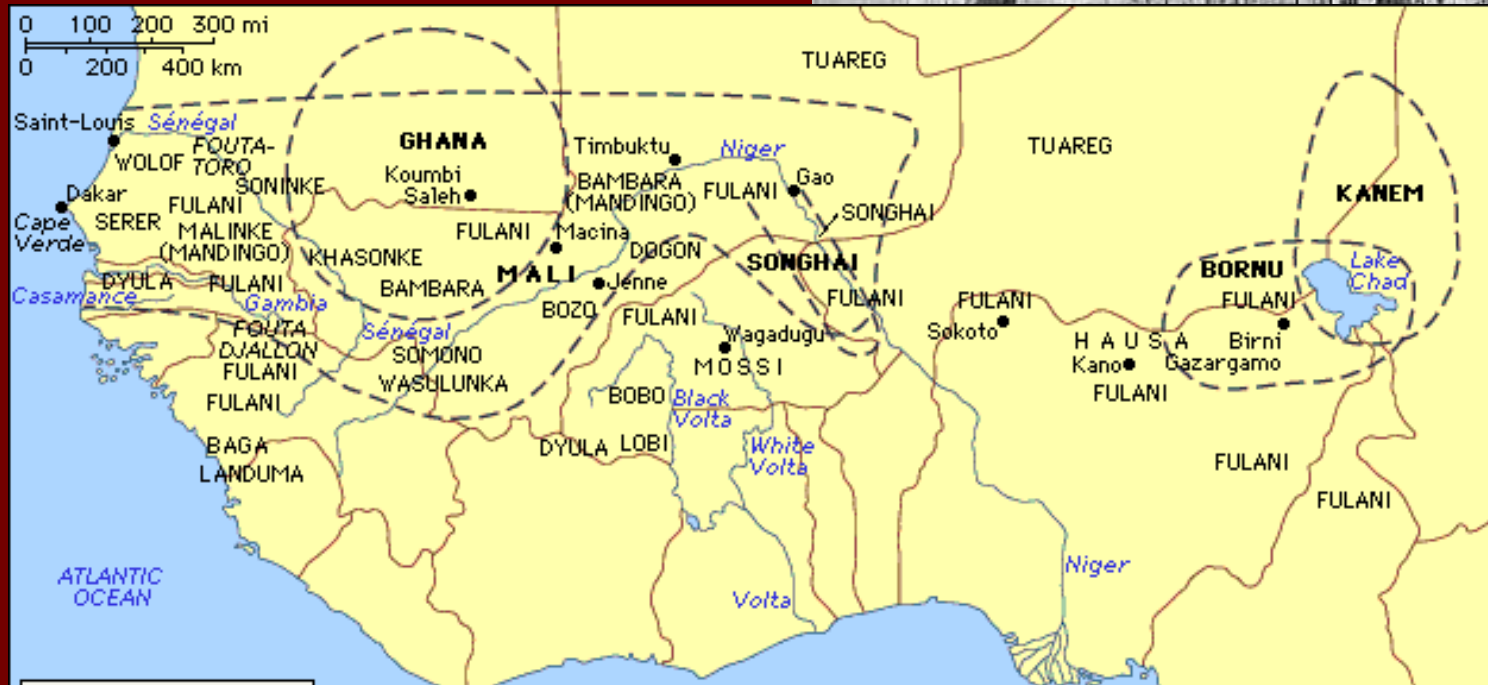 0 100 200 300 mi
0 200 400 km
TUAREG
Saint-Louis
Sénégal
FOUTA-
TORO
WOLOF
GHANA
Koumbi
Saleh
SONINKE
Timbuktu
Niger
TUAREG
BAMBARA
(MANDINGO)
FULANI
Gao
KANEM
Dakar
Cape
Verde
SERER
FULANI
MALINKE
(MANDINGO)
SONGHAI
FULANI
Macina
KHASONKE
DOGON
SONGHAI
MALI
BORNU
Lake
Chad
DYULA
FULANI
Casamance
Gambia
BAMBARA
Jenne
BOZO
FULANI
FULANI
FULANI
FULANI
Sokoto
Birni
Gazargamo
FOUTA
DJALLON
FULANI
Sénégal
SOMONO
WASULUNKA
Wagadugu
MOSSI
HAUSA
Kano
FULANI
FULANI
BOBO
Black
Volta
BAGA
LANDUMA
DYULA
LOBI
White
Volta
FULANI
FULANI
ATLANTIC
OCEAN
Volta
Niger